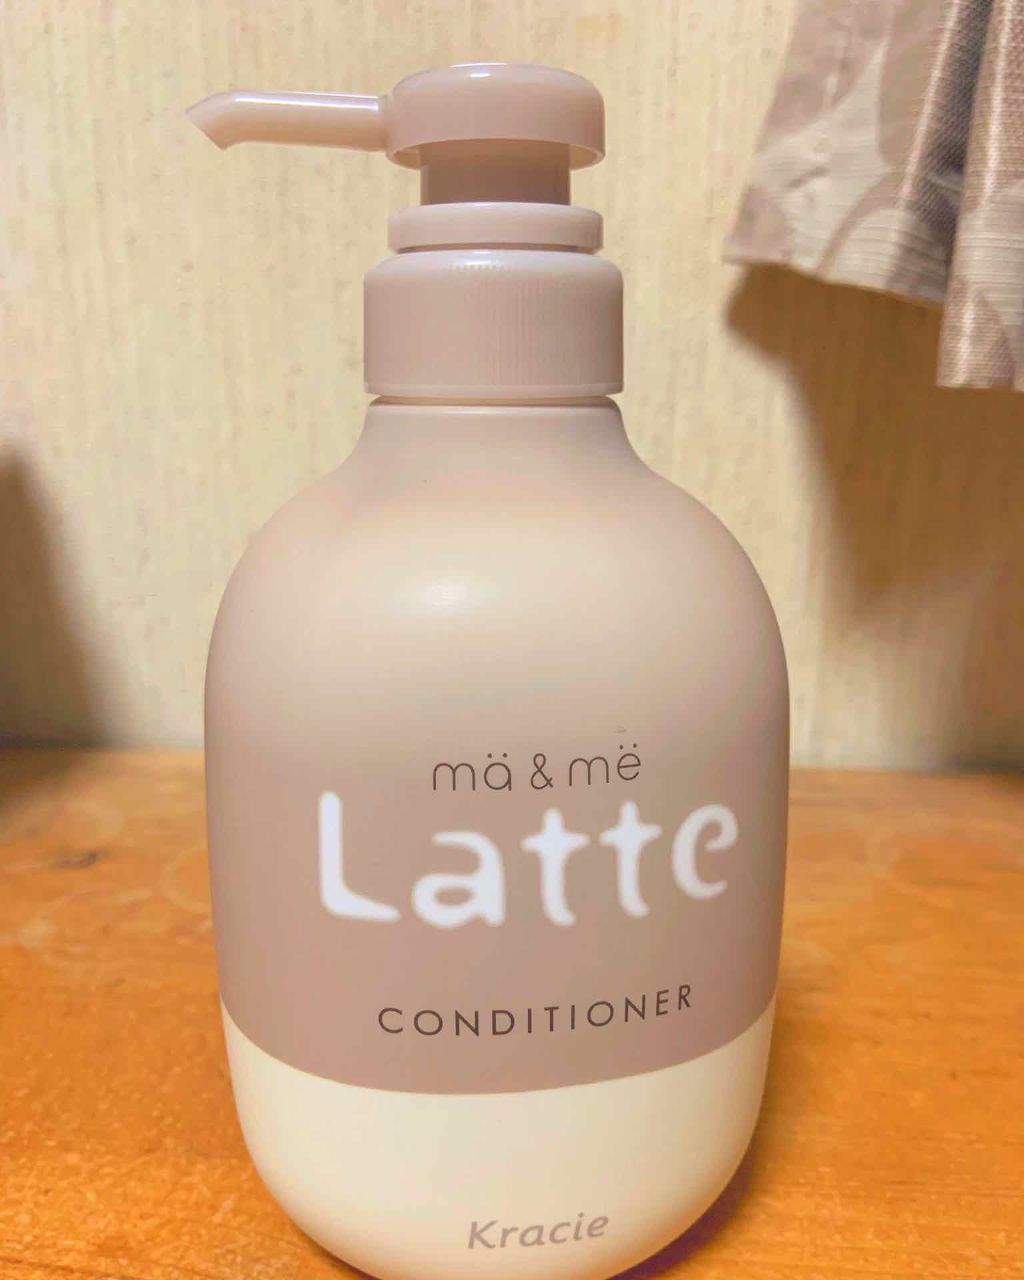 mä & më
Latte
CONDITIONER
Kracie